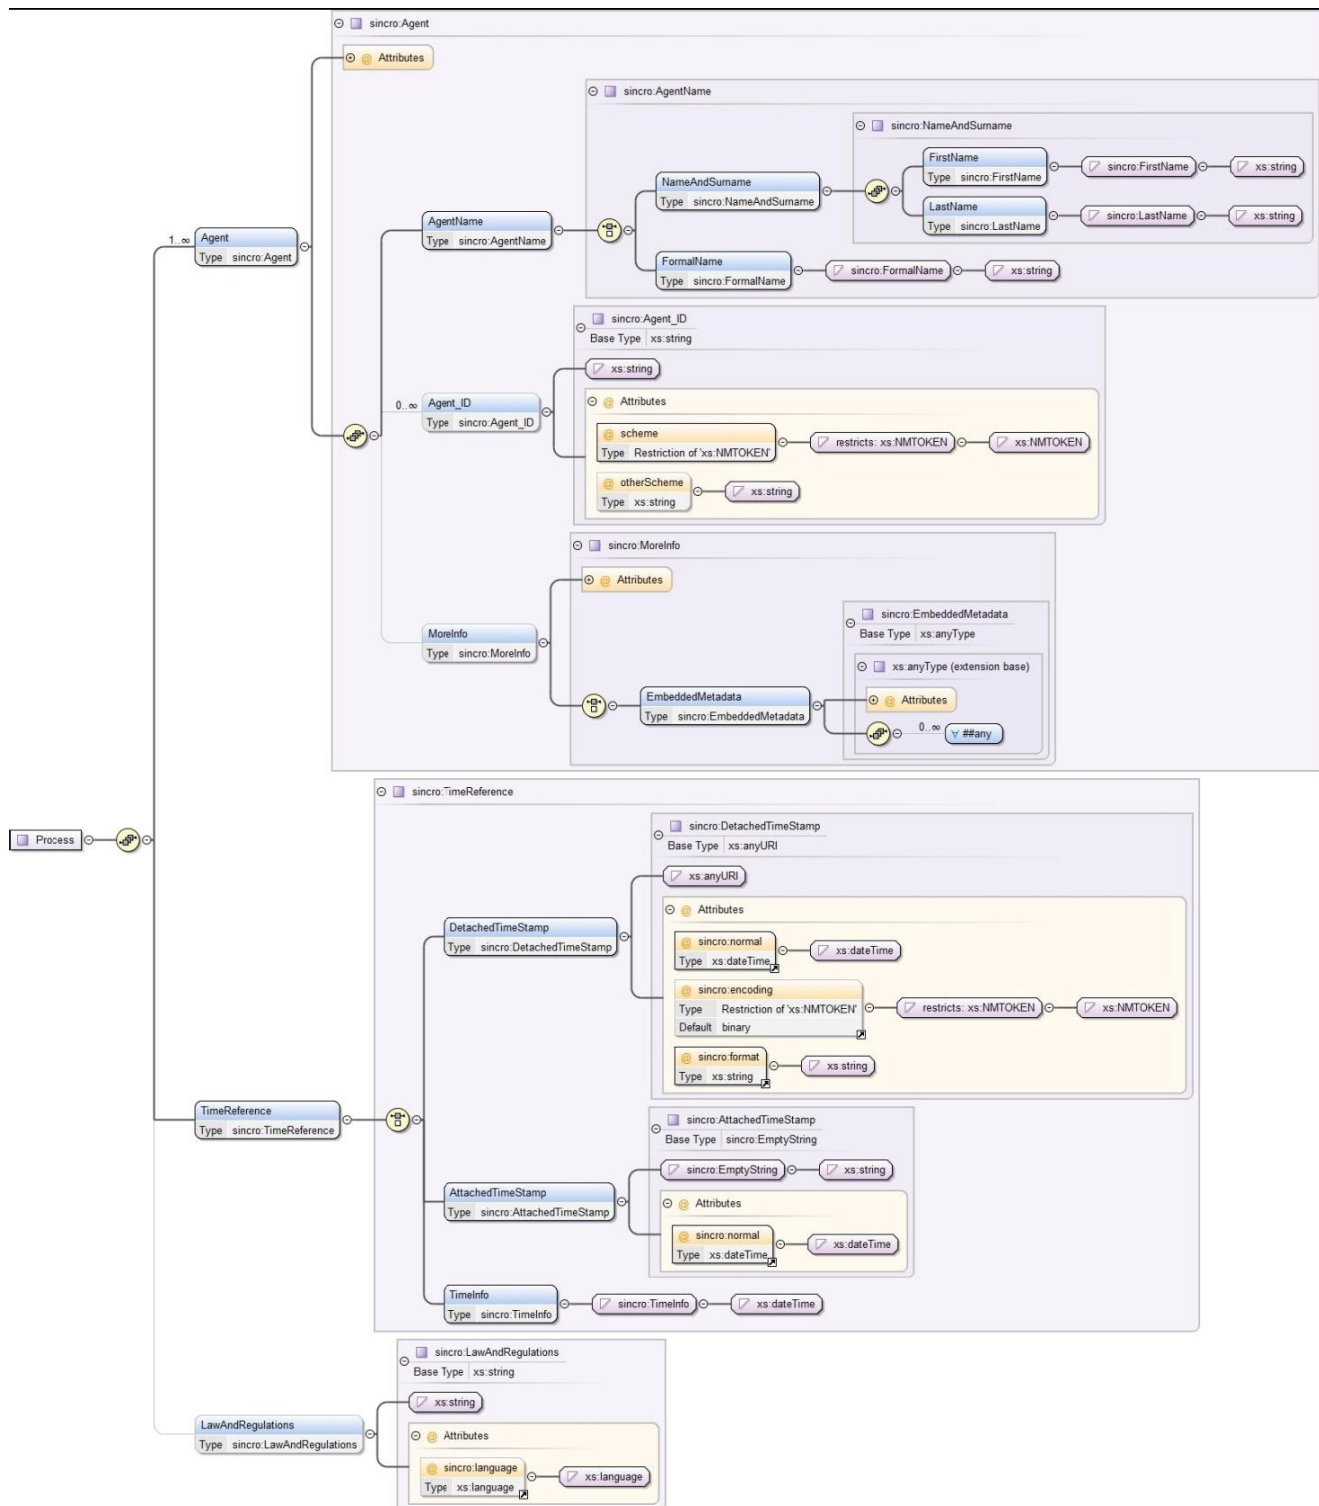 sincro:Agent
@ Attributes
sincro:AgentName
sincro:NameAndSurname
FirstName
Type sincro:FirstName
sincro:FirstName
xs:string
NameAndSurname
Type sincro:NameAndSurname
LastName
Type sincro:LastName
sincro:LastName
xs:string
AgentName
Type sincro:AgentName
1..∞
Agent
Type sincro:Agent
FormalName
Type sincro:FormalName
sincro:FormalName
xs:string
sincro:Agent_ID
Base Type xs:string
xs:string
0..∞
Agent_ID
Type sincro:Agent_ID
@ Attributes
@ scheme
Type Restriction of 'xs:NMTOKEN'
restricts: xs:NMTOKEN
xs:NMTOKEN
@ otherScheme
Type xs:string
xs:string
sincro:MoreInfo
@ Attributes
MoreInfo
Type sincro:MoreInfo
sincro:EmbeddedMetadata
Base Type xs:anyType
xs:anyType (extension base)
@ Attributes
EmbeddedMetadata
Type sincro:EmbeddedMetadata
0..∞
∀ ##any
sincro:TimeReference
Process
sincro:DetachedTimeStamp
Base Type xs:anyURI
xs:anyURI
@ Attributes
DetachedTimeStamp
Type sincro:DetachedTimeStamp
@ sincro:normal
Type xs:dateTime
xs:dateTime
@ sincro:encoding
Type Restriction of 'xs:NMTOKEN'
Default binary
restricts: xs:NMTOKEN
xs:NMTOKEN
@ sincro:format
Type xs:string
xs:string
TimeReference
Type sincro:TimeReference
sincro:AttachedTimeStamp
Base Type sincro:EmptyString
sincro:EmptyString
xs:string
AttachedTimeStamp
Type sincro:AttachedTimeStamp
@ Attributes
@ sincro:normal
Type xs:dateTime
xs:dateTime
TimeInfo
Type sincro:TimeInfo
sincro:TimeInfo
xs:dateTime
sincro:LawAndRegulations
Base Type xs:string
xs:string
LawAndRegulations
Type sincro:LawAndRegulations
@ Attributes
@ sincro:language
Type xs:language
xs:language